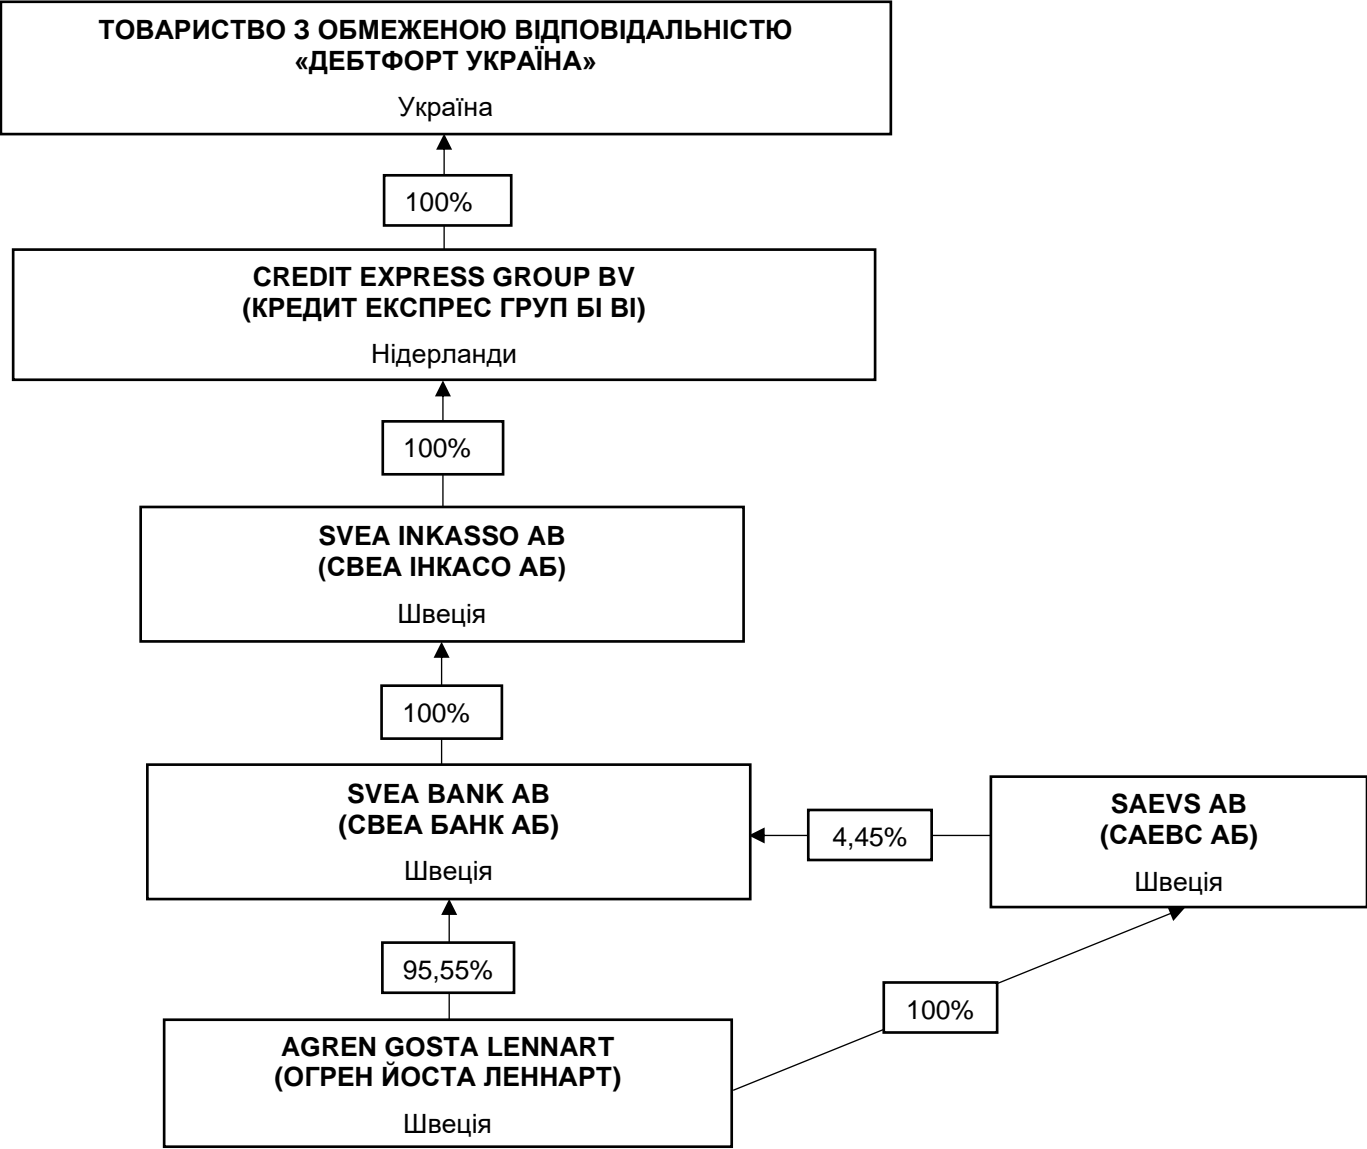 ТОВАРИСТВО З ОБМЕЖЕНОЮ ВІДПОВІДАЛЬНІСТЮ
«ДЕБТФОРТ УКРАЇНА»
Україна
100%
CREDIT EXPRESS GROUP BV
(КРЕДИТ ЕКСПРЕС ГРУП БІ ВІ)
Нідерланди
100%
SVEA INKASSO AB
(СВЕА ІНКАСО АБ)
Швеція
100%
SVEA BANK AB
(СВЕА БАНК АБ)
Швеція
4,45%
SAEVS AB
(САЕВС АБ)
Швеція
95,55%
100%
AGREN GOSTA LENNART
(ОГРЕН ЙОСТА ЛЕННАРТ)
Швеція